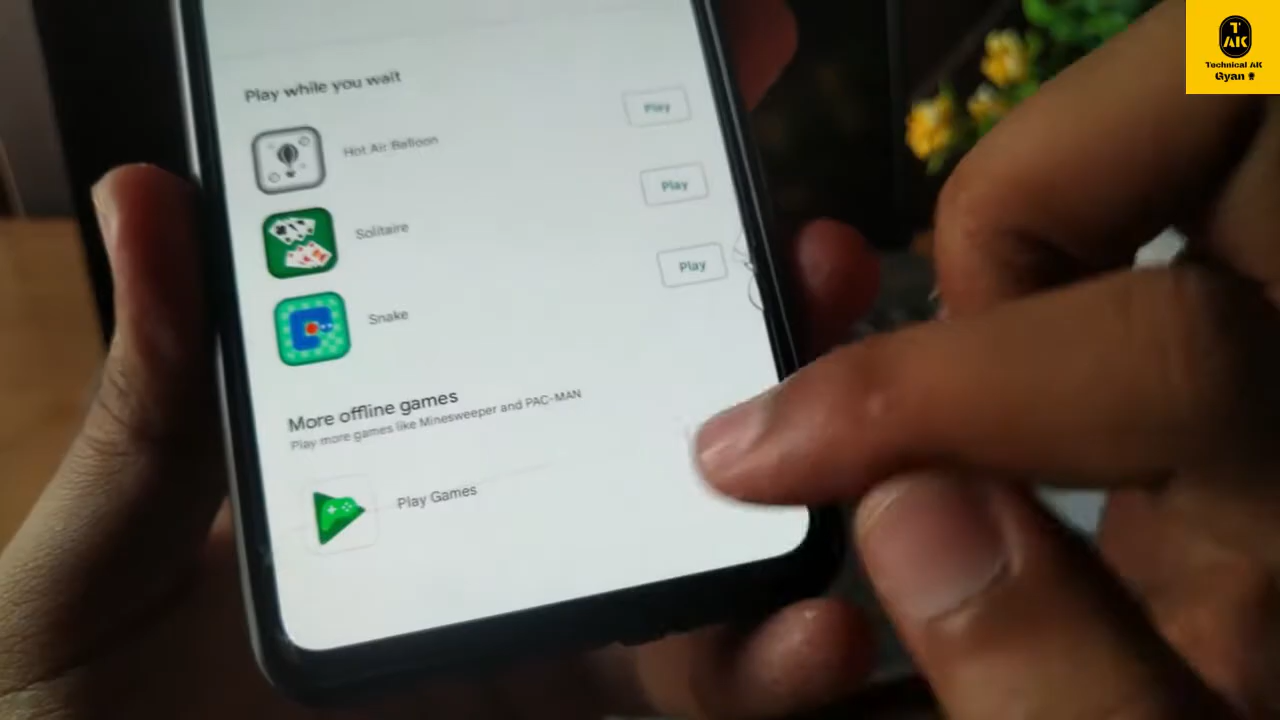 T
AK
Technical AK
Gyan
Play while you wait
Hot Air Balloon
Play
Solitaire
Play
Snake
Play
More offline games
Play more games like Minesweeper and PAC-MAN
Play Games